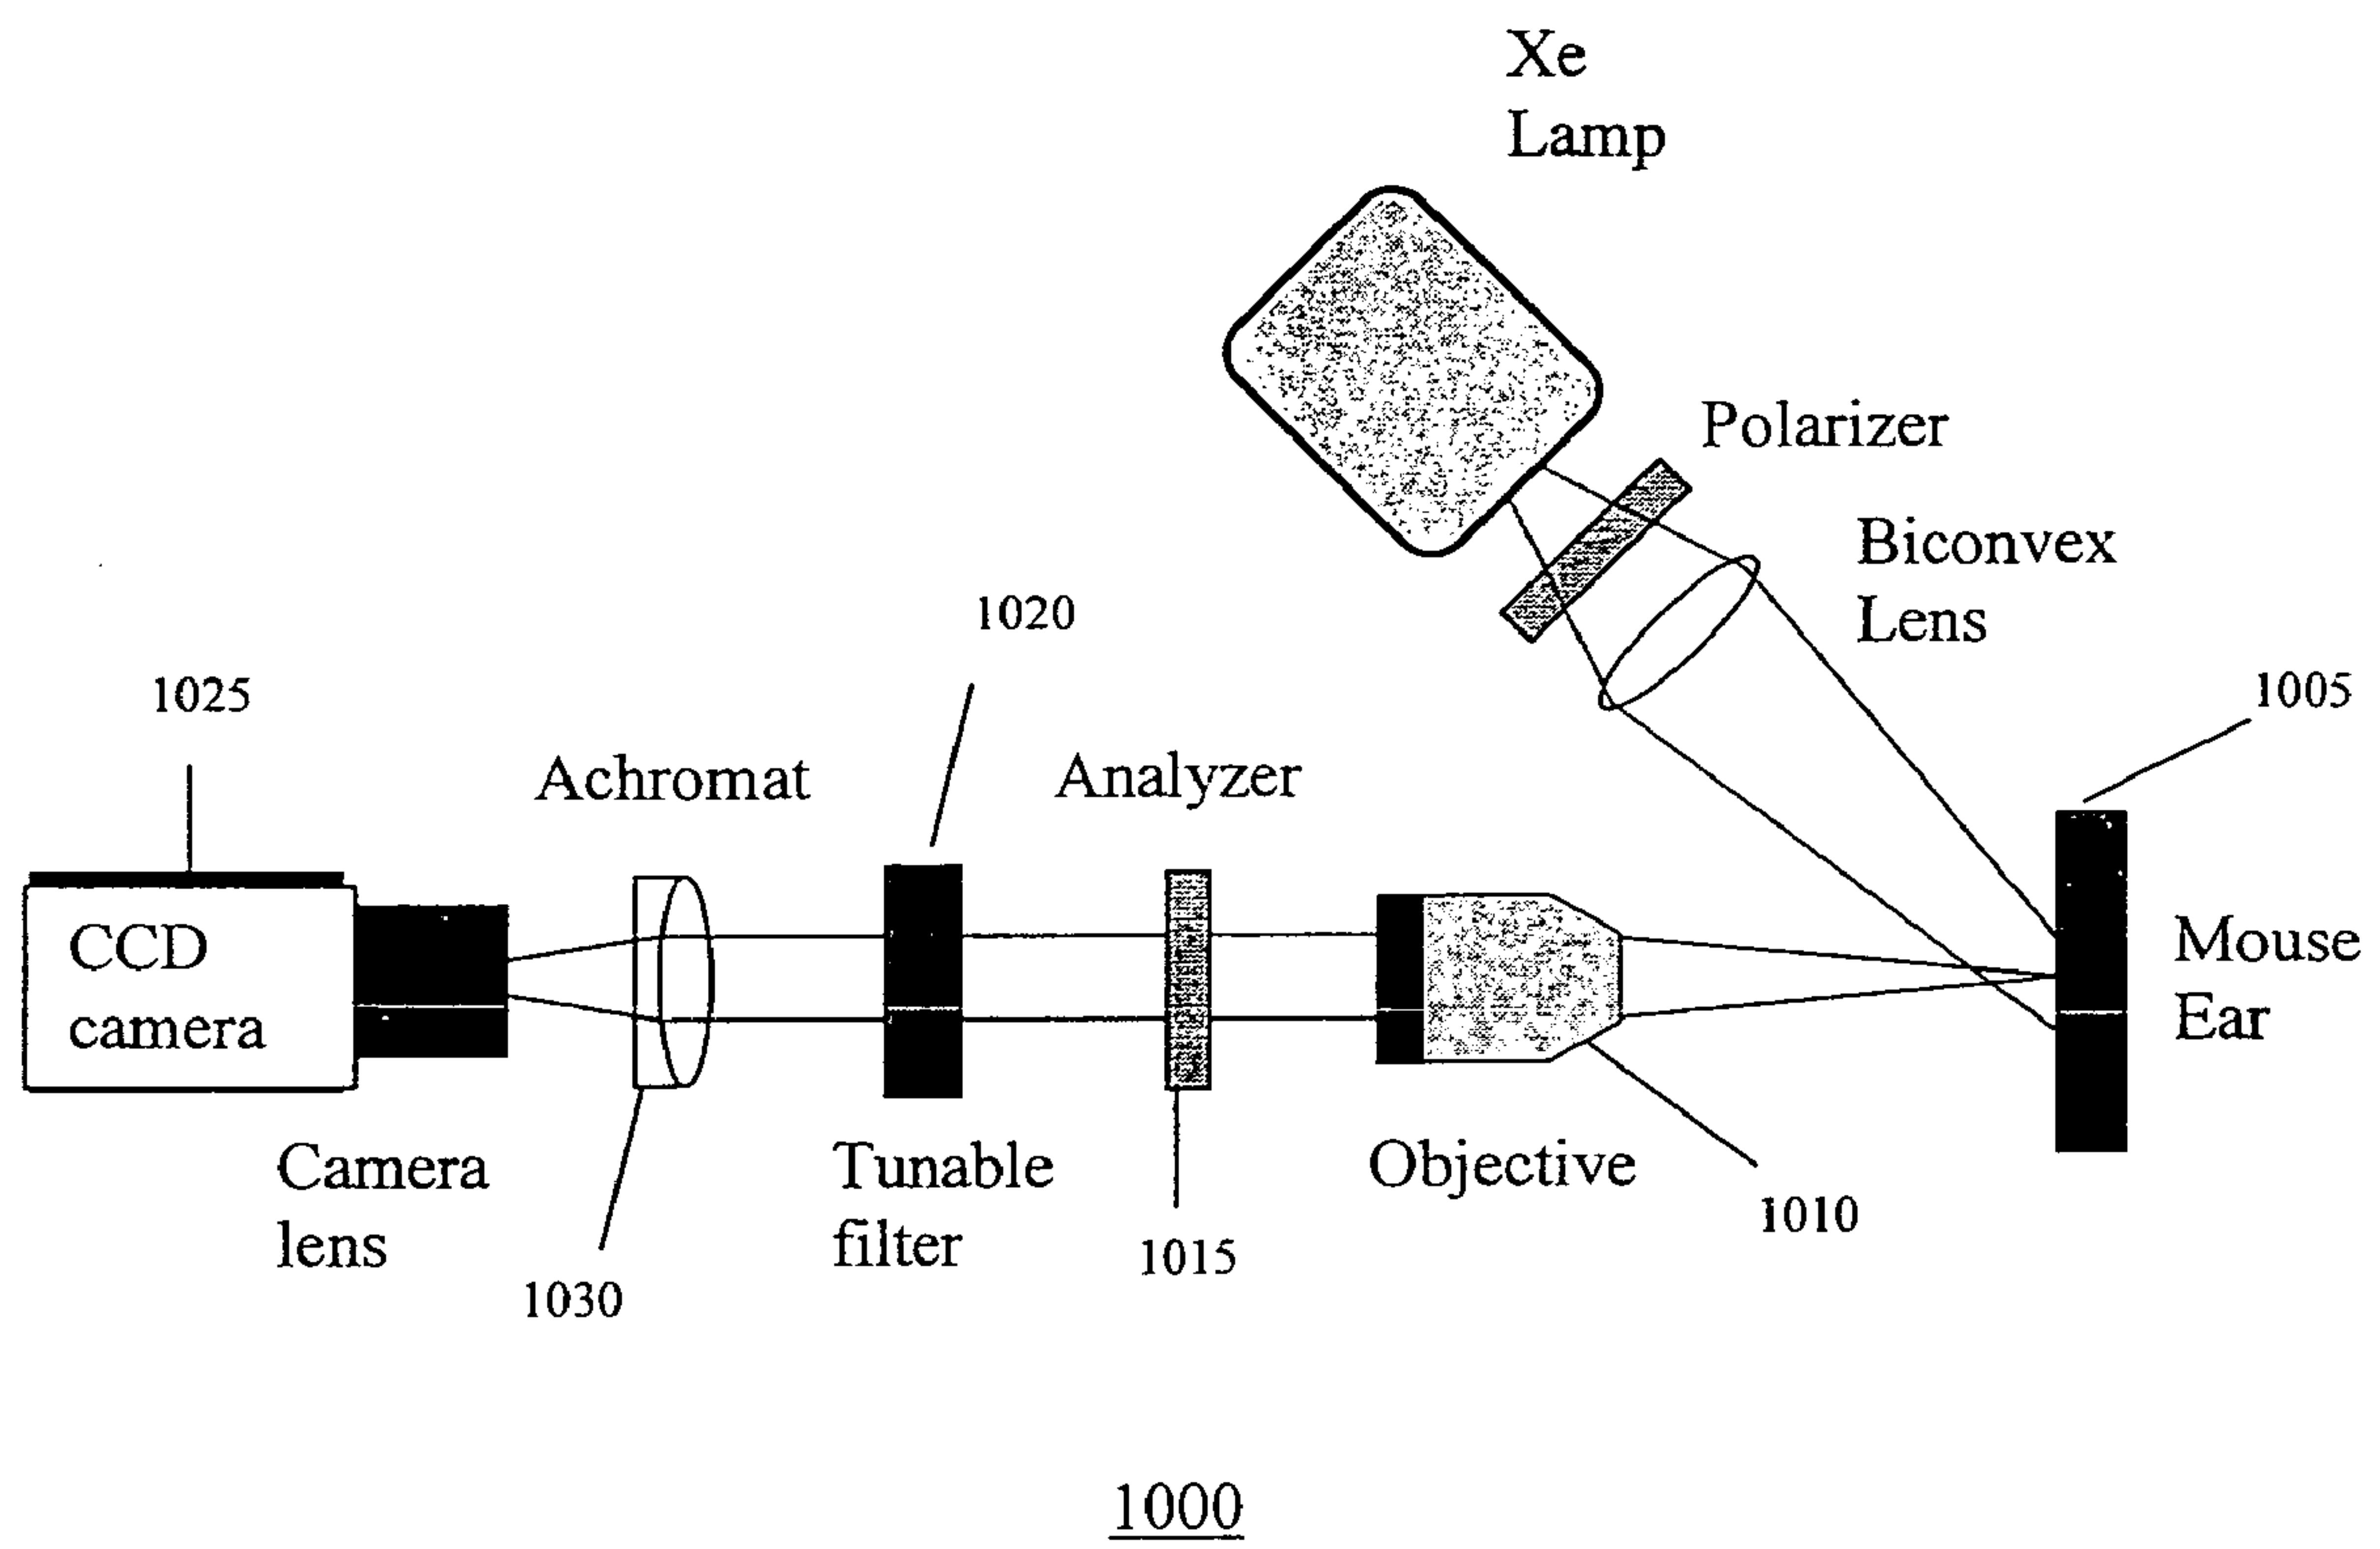 Xe
Lamp
Polarizer
Biconvex
Lens
1020
1025
1005
Achromat
Analyzer
CCD
camera
Mouse
Ear
Camera
lens
Tunable
filter
Objective
1010
1015
1030
1000